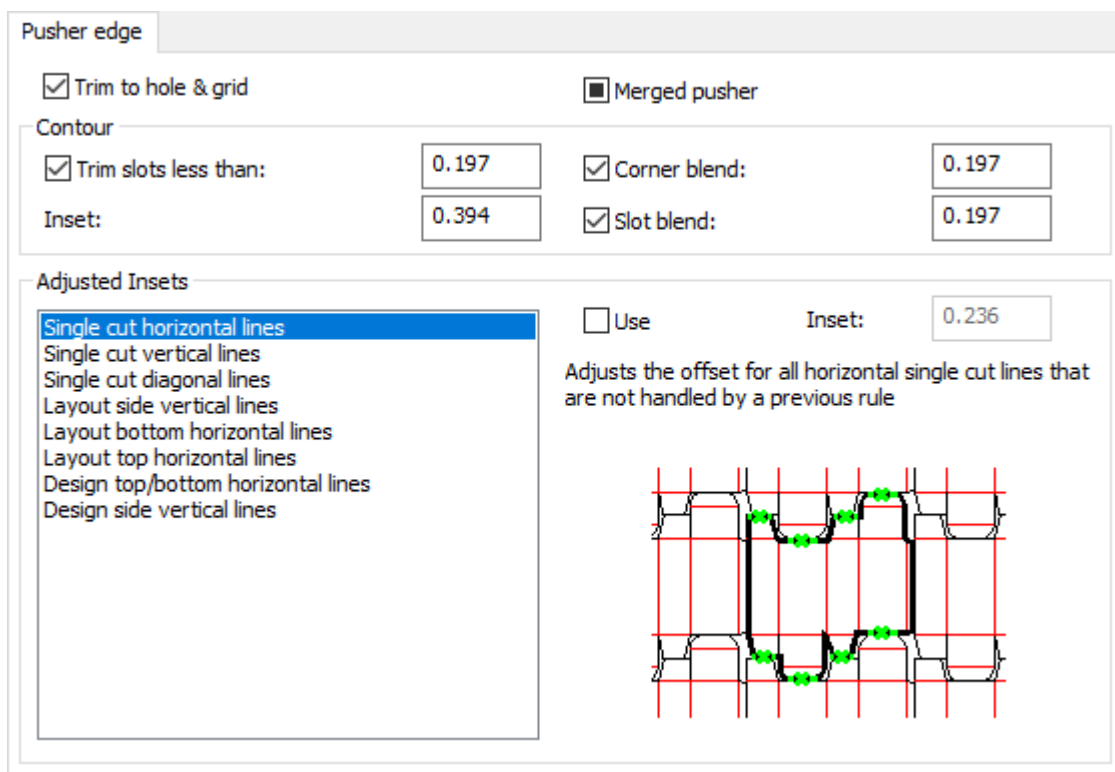 Pusher edge
Trim to hole & grid
Merged pusher
Contour
Trim slots less than:
0.197
Corner blend:
0.197
Inset:
0.394
Slot blend:
0.197
Adjusted Insets
Single cut horizontal lines
Single cut vertical lines
Single cut diagonal lines
Layout side vertical lines
Layout bottom horizontal lines
Layout top horizontal lines
Design top/bottom horizontal lines
Design side vertical lines
Use
Inset:
0.236
Adjusts the offset for all horizontal single cut lines that
are not handled by a previous rule